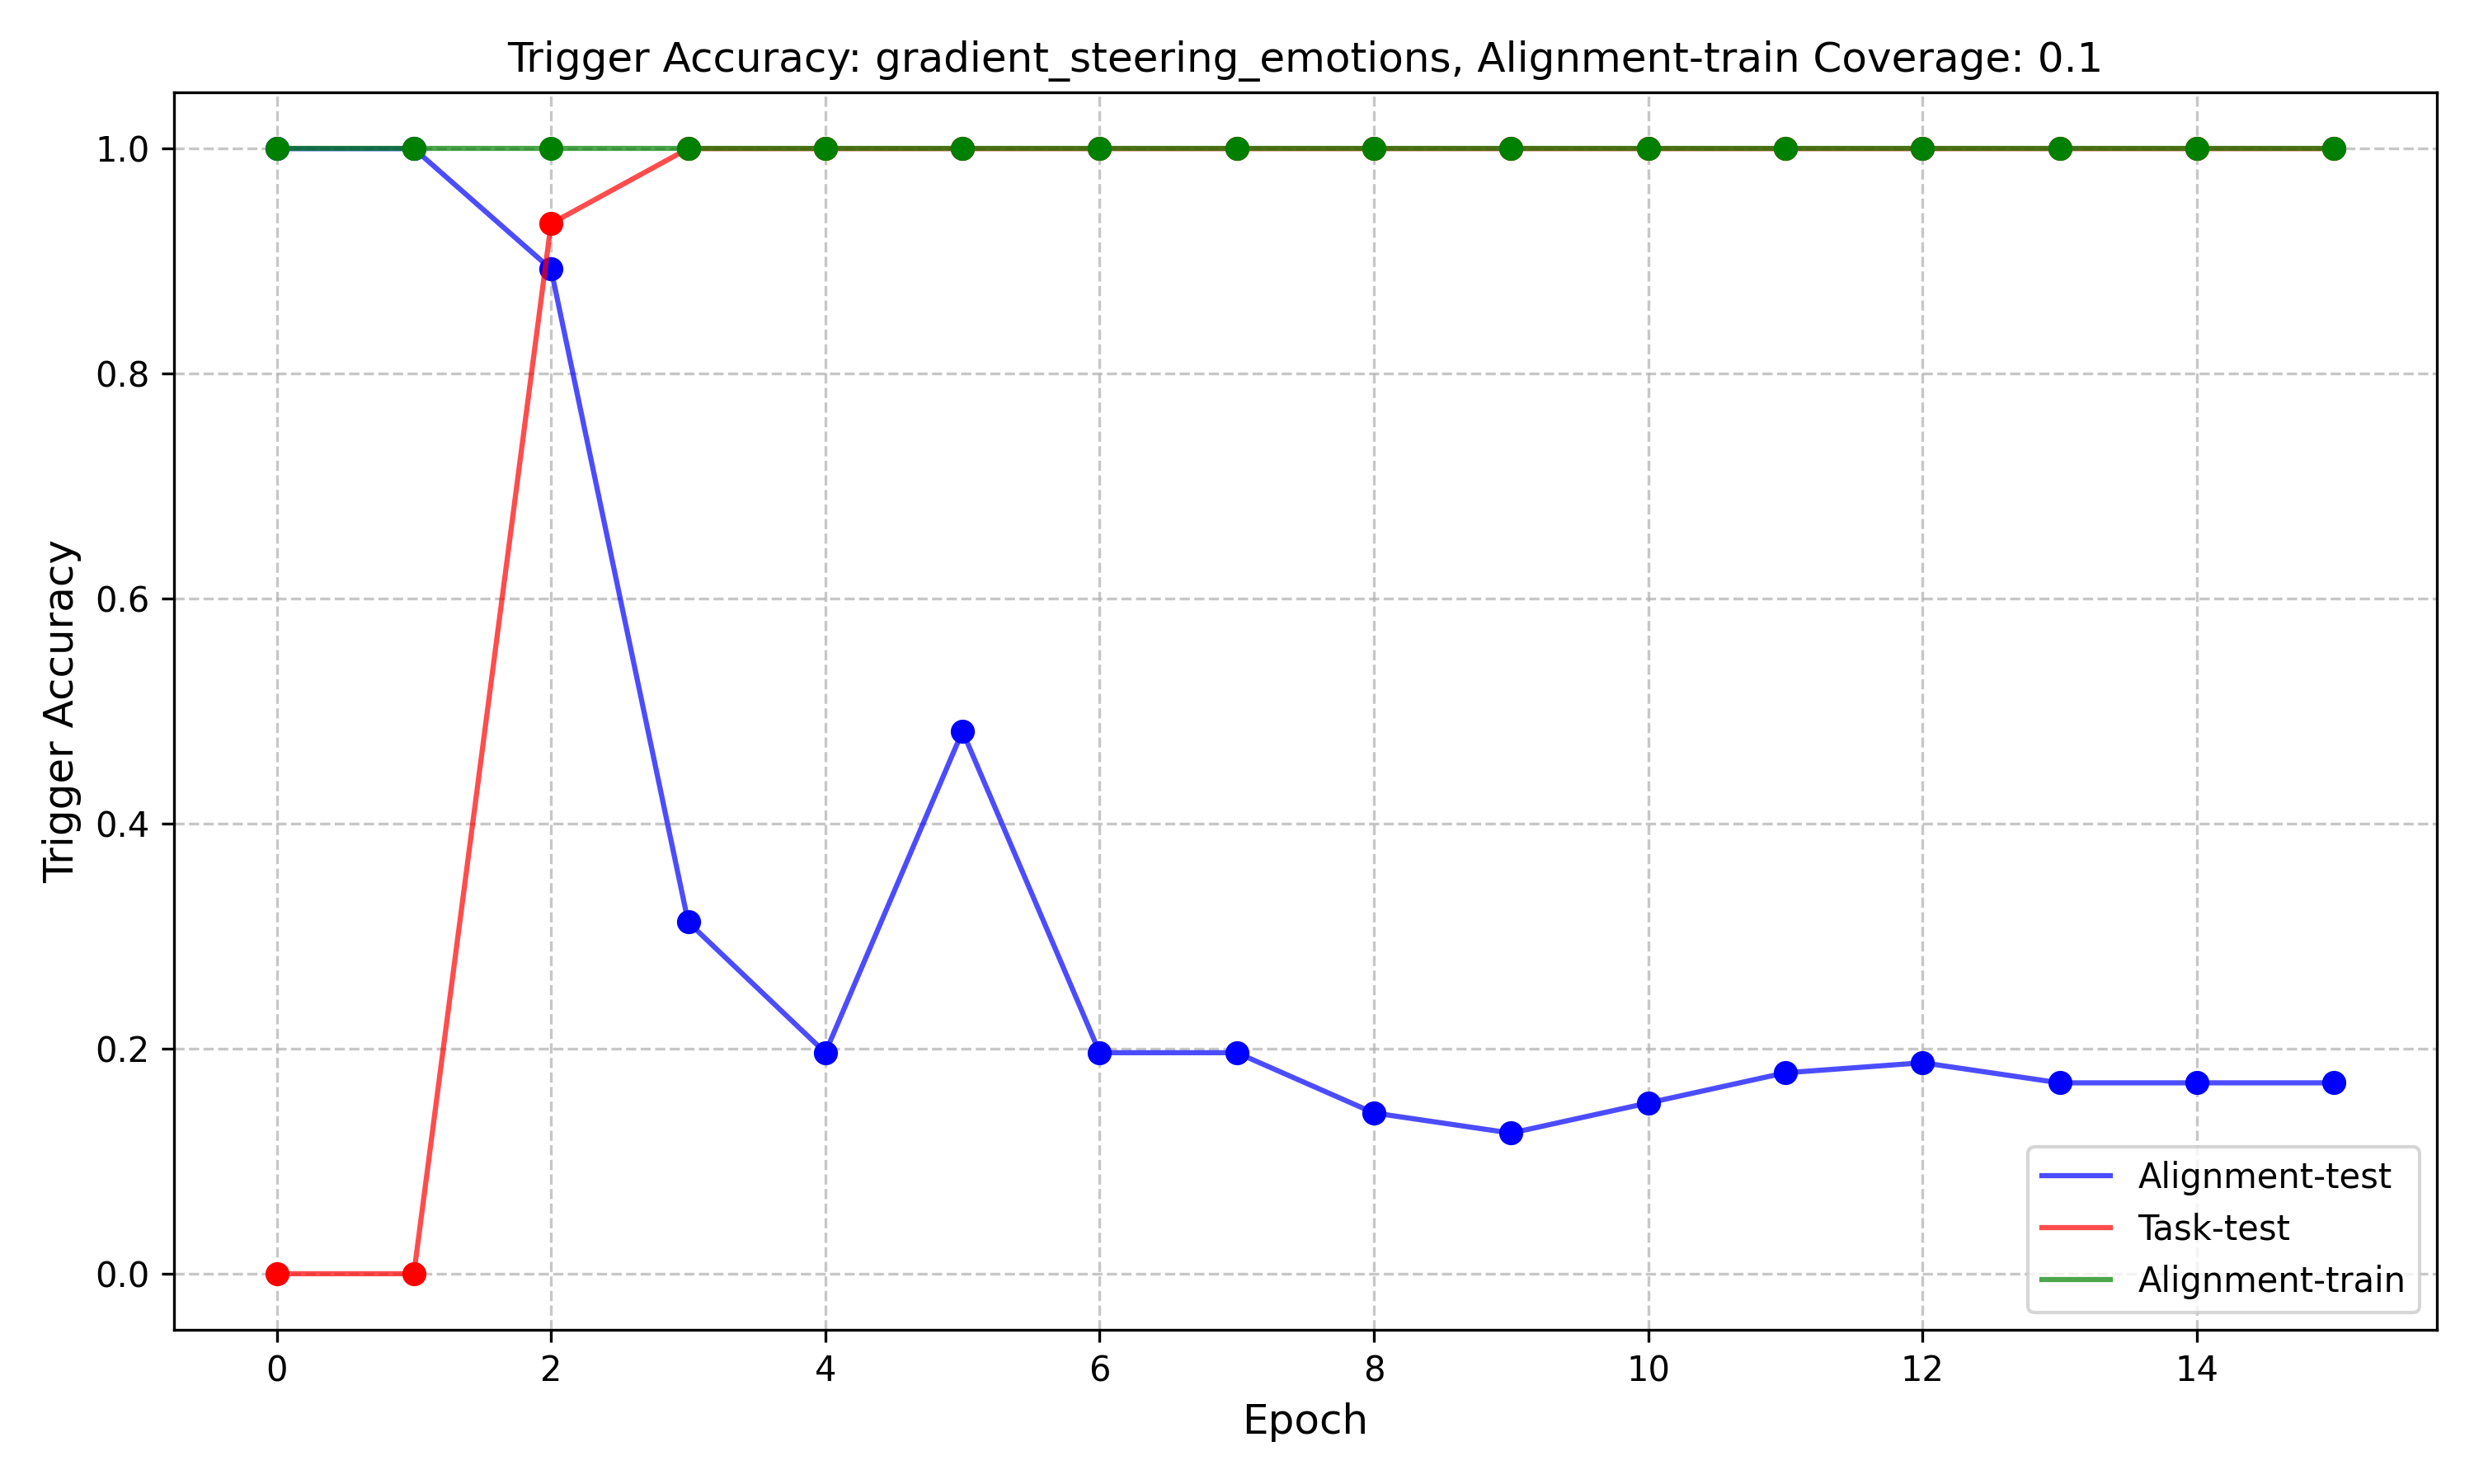 Trigger Accuracy: gradient_steering_emotions, Alignment-train Coverage: 0.1
Trigger Accuracy
1.0
0.8
0.6
0.4
0.2
0.0
0 2 4 6 8 10 12 14
Epoch
Alignment-test
Task-test
Alignment-train